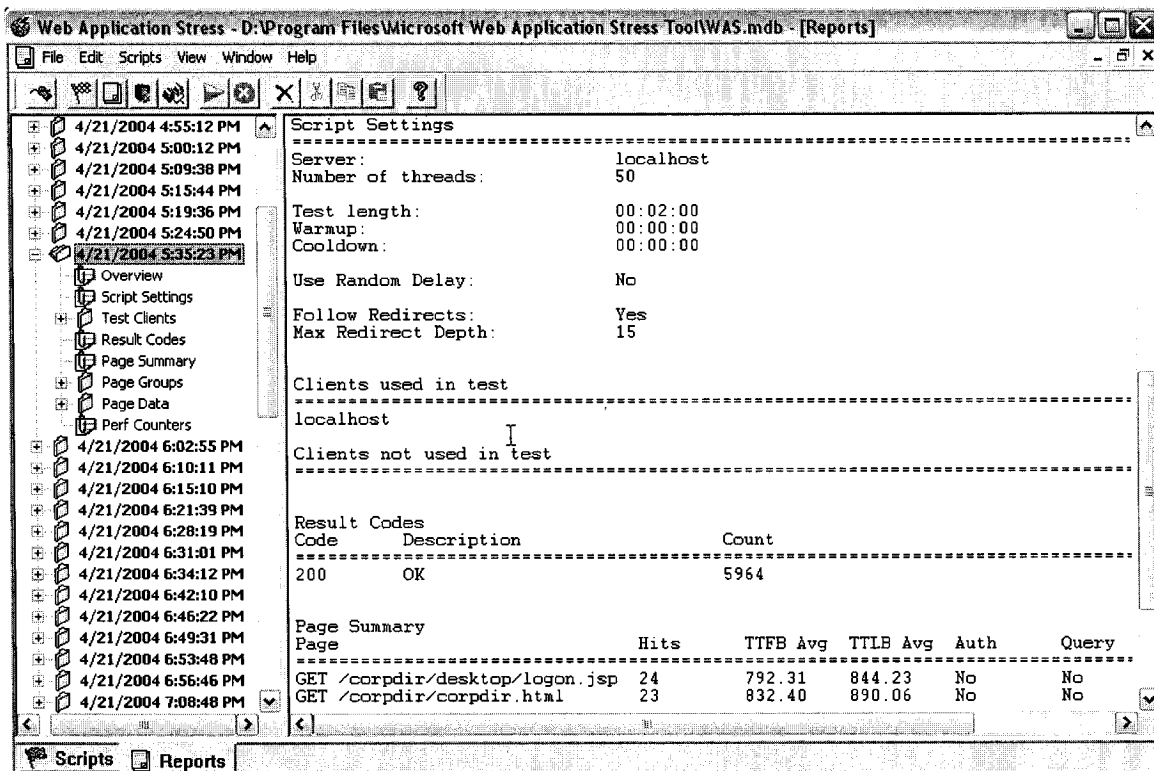 Web Application Stress - D:\Program Files\Microsoft Web Application Stress Tool\WAS.mdb - [Reports]
File Edit Scripts View Window Help
4/21/2004 4:55:12 PM
4/21/2004 5:00:12 PM
4/21/2004 5:09:38 PM
4/21/2004 5:15:44 PM
4/21/2004 5:19:36 PM
4/21/2004 5:24:50 PM
4/21/2004 5:35:23 PM
Overview
Script Settings
Test Clients
Result Codes
Page Summary
Page Groups
Page Data
Perf Counters
4/21/2004 6:02:55 PM
4/21/2004 6:10:11 PM
4/21/2004 6:15:10 PM
4/21/2004 6:21:39 PM
4/21/2004 6:28:19 PM
4/21/2004 6:31:01 PM
4/21/2004 6:34:12 PM
4/21/2004 6:42:10 PM
4/21/2004 6:46:22 PM
4/21/2004 6:49:31 PM
4/21/2004 6:53:48 PM
4/21/2004 6:56:46 PM
4/21/2004 7:08:48 PM
Script Settings
Server: localhost
Number of threads: 50
Test length: 00:02:00
Warmup: 00:00:00
Cooldown: 00:00:00
Use Random Delay: No
Follow Redirects: Yes
Max Redirect Depth: 15
Clients used in test
localhost
Clients not used in test
Result Codes
Code Description Count
200 OK 5964
Page Summary
Page Hits TTFB Avg TTLB Avg Auth Query
GET /corpdir/desktop/logon.jsp 24 792.31 844.23 No No
GET /corpdir/corpdir.html 23 832.40 890.06 No No
Scripts Reports